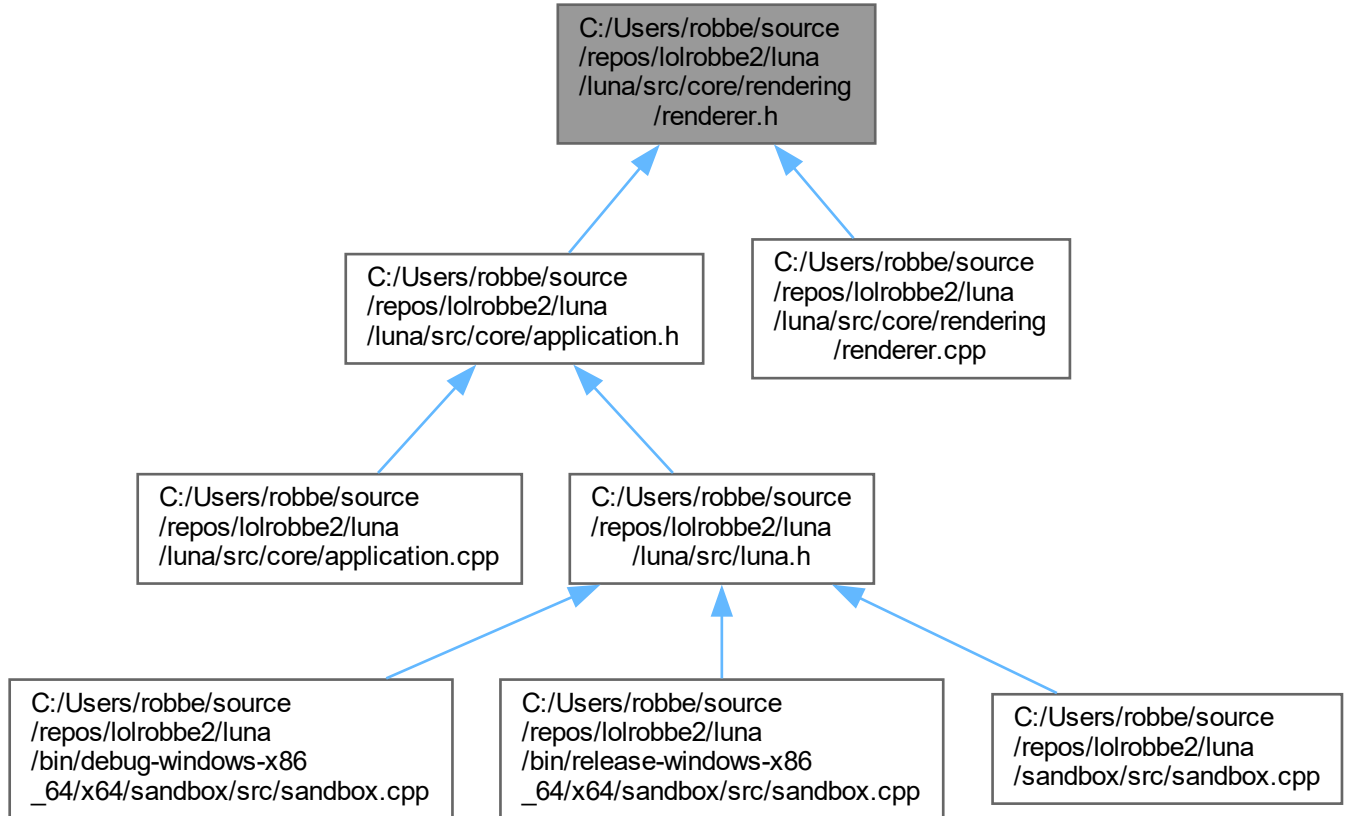 C:/Users/robbe/source
/repos/lolrobbe2/luna
/luna/src/core/rendering
/renderer.h
C:/Users/robbe/source
/repos/lolrobbe2/luna
/luna/src/core/application.h
C:/Users/robbe/source
/repos/lolrobbe2/luna
/luna/src/core/rendering
/renderer.cpp
C:/Users/robbe/source
/repos/lolrobbe2/luna
/luna/src/core/application.cpp
C:/Users/robbe/source
/repos/lolrobbe2/luna
/luna/src/luna.h
C:/Users/robbe/source
/repos/lolrobbe2/luna
/bin/debug-windows-x86
_64/x64/sandbox/src/sandbox.cpp
C:/Users/robbe/source
/repos/lolrobbe2/luna
/bin/release-windows-x86
_64/x64/sandbox/src/sandbox.cpp
C:/Users/robbe/source
/repos/lolrobbe2/luna
/sandbox/src/sandbox.cpp